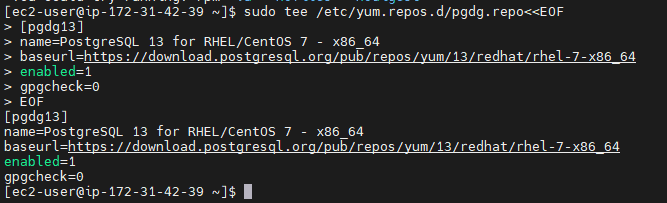 [ec2-user@ip-172-31-42-39 ~]$ sudo tee /etc/yum.repos.d/pgdg.repo<<EOF
> [pgdg13]
> name=PostgreSQL 13 for RHEL/CentOS 7 - x86_64
> baseurl=https://download.postgresql.org/pub/repos/yum/13/redhat/rhel-7-x86_64
> enabled=1
> gpgcheck=0
> EOF
[pgdg13]
name=PostgreSQL 13 for RHEL/CentOS 7 - x86_64
baseurl=https://download.postgresql.org/pub/repos/yum/13/redhat/rhel-7-x86_64
enabled=1
gpgcheck=0
[ec2-user@ip-172-31-42-39 ~]$